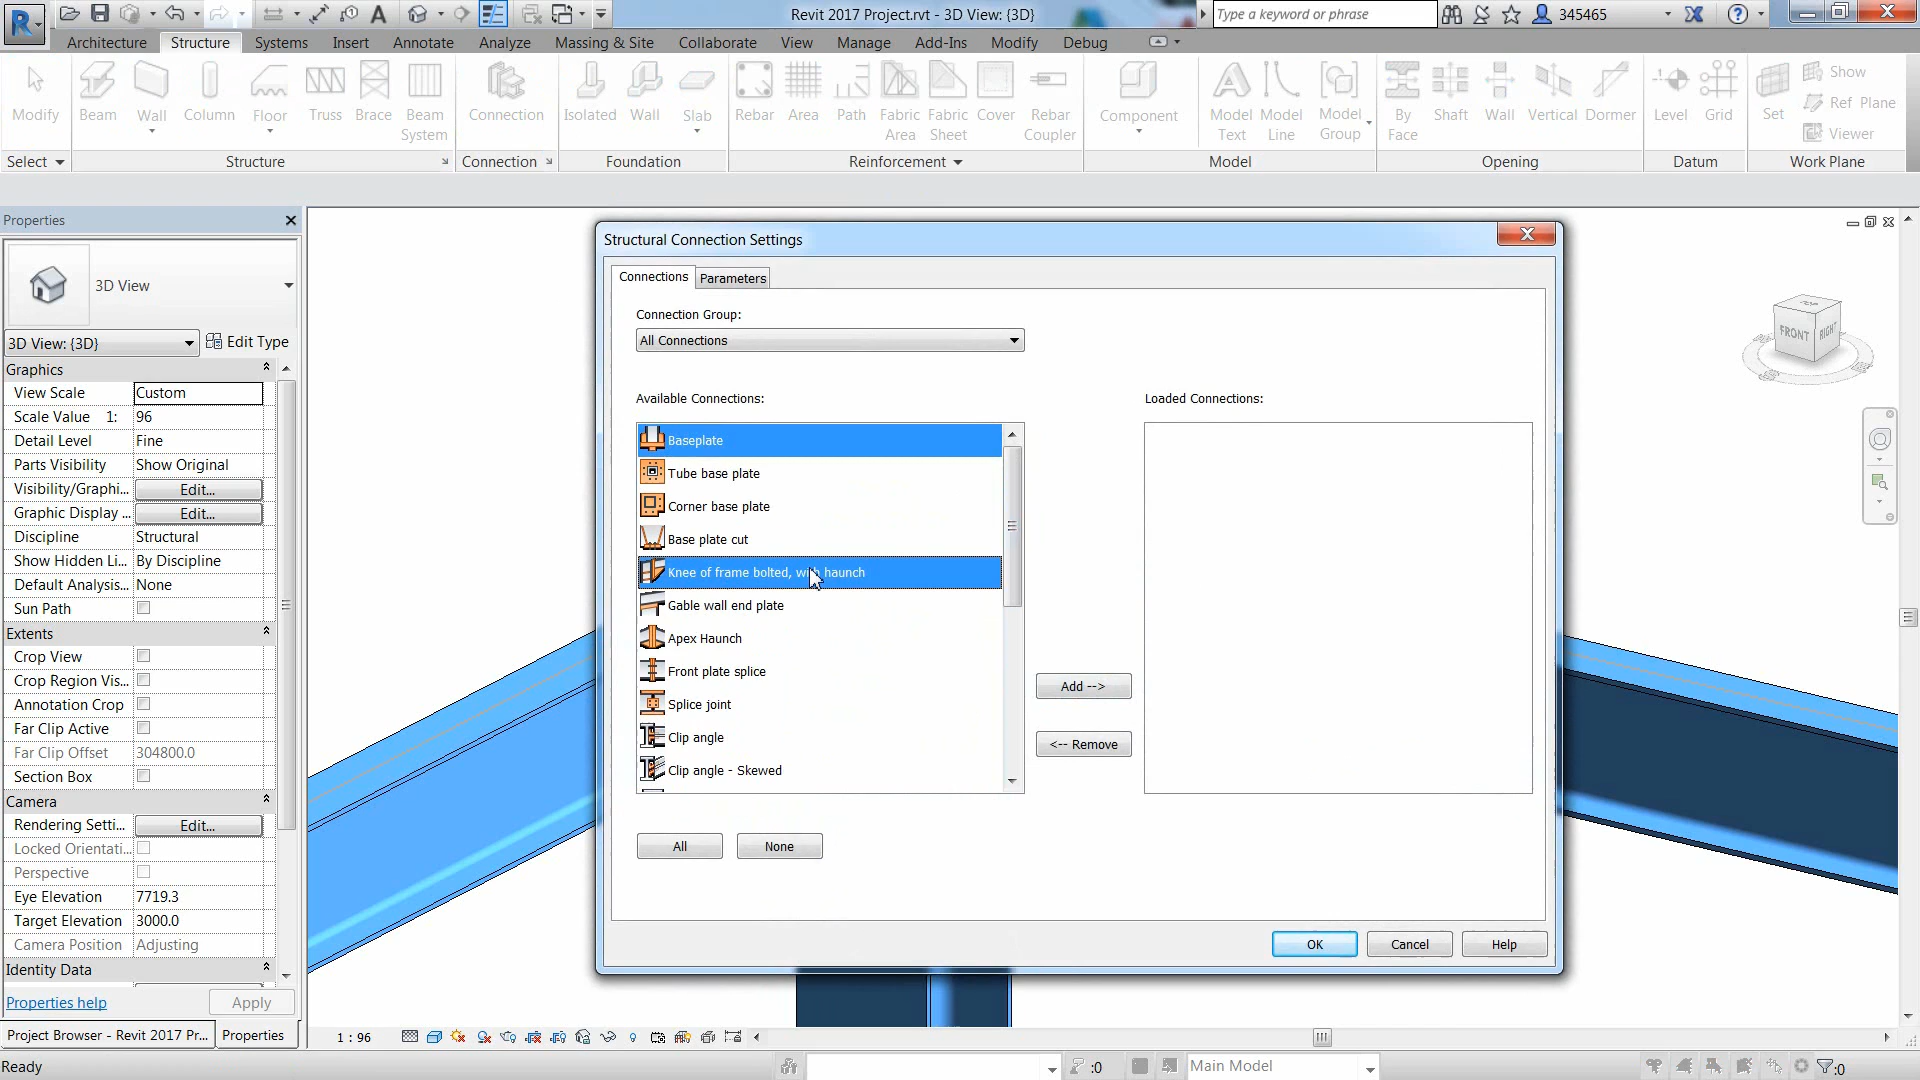 Revit 2017 Project.rvt - 3D View: {3D}
Type a keyword or phrase
345465
Architecture Structure Systems Insert Annotate Analyze Massing & Site Collaborate View Manage Add-Ins Modify Debug
Modify
Beam
Wall
Column
Floor
Truss
Brace
Beam System
Connection
Isolated
Wall
Slab
Rebar
Area
Path
Fabric Area
Fabric Sheet
Cover
Rebar Coupler
Component
Model Text
Model Line
Model Group
By Face
Shaft
Wall
Vertical
Dormer
Level
Grid
Set
Show
Ref Plane
Viewer
Select
Structure
Connection
Foundation
Reinforcement
Model
Opening
Datum
Work Plane
Properties
3D View
3D View: {3D}
Edit Type
Graphics
View Scale Custom
Scale Value 1: 96
Detail Level Fine
Parts Visibility Show Original
Visibility/Graphi... Edit...
Graphic Display ... Edit...
Discipline Structural
Show Hidden Li... By Discipline
Default Analysis... None
Sun Path
Extents
Crop View
Crop Region Vis...
Annotation Crop
Far Clip Active
Far Clip Offset 304800.0
Section Box
Camera
Rendering Setti... Edit...
Locked Orientati...
Perspective
Eye Elevation 7719.3
Target Elevation 3000.0
Camera Position Adjusting
Identity Data
Properties help
Apply
Project Browser - Revit 2017 Pr...
Properties
Structural Connection Settings
Connections
Parameters
Connection Group:
All Connections
Available Connections:
Loaded Connections:
Baseplate
Tube base plate
Corner base plate
Base plate cut
Knee of frame bolted, with haunch
Gable wall end plate
Apex Haunch
Front plate splice
Splice joint
Clip angle
Clip angle - Skewed
Add -->
<-- Remove
All
None
OK
Cancel
Help
FRONT
RIGHT
1 : 96
Ready
:0
Main Model
:0